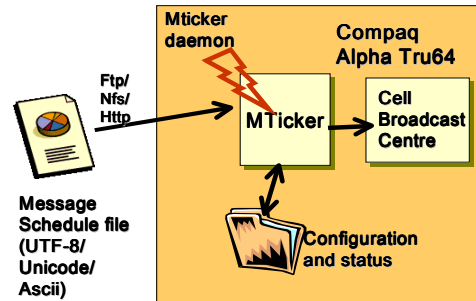 Mticker
daemon
Compaq
Alpha Tru64
Ftp/
Nfs/
Http
MTicker
Cell
Broadcast
Centre
Message
Schedule file
(UTF-8/
Unicode/
Ascii)
Configuration
and status